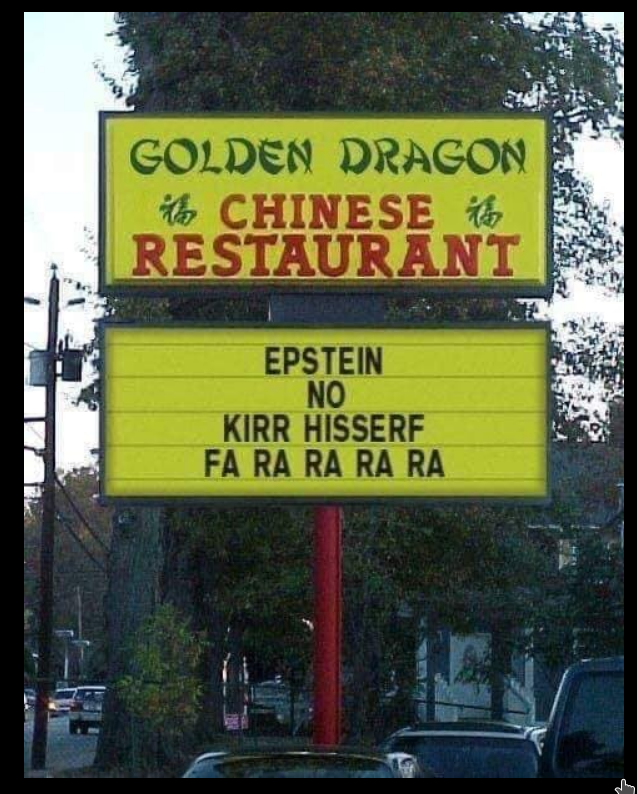 GOLDEN DRAGON
福 CHINESE 福
RESTAURANT
EPSTEIN
NO
KIRR HISSERF
FA RA RA RA RA